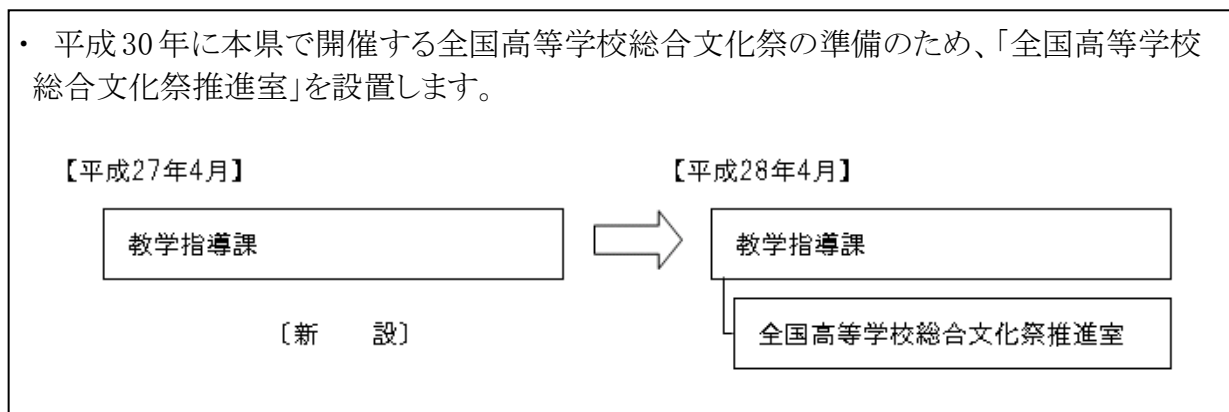 ・ 平成30年に本県で開催する全国高等学校総合文化祭の準備のため、「全国高等学校
総合文化祭推進室」を設置します。
【平成27年4月】
【平成28年4月】
教学指導課
教学指導課
〔新　　設〕
全国高等学校総合文化祭推進室